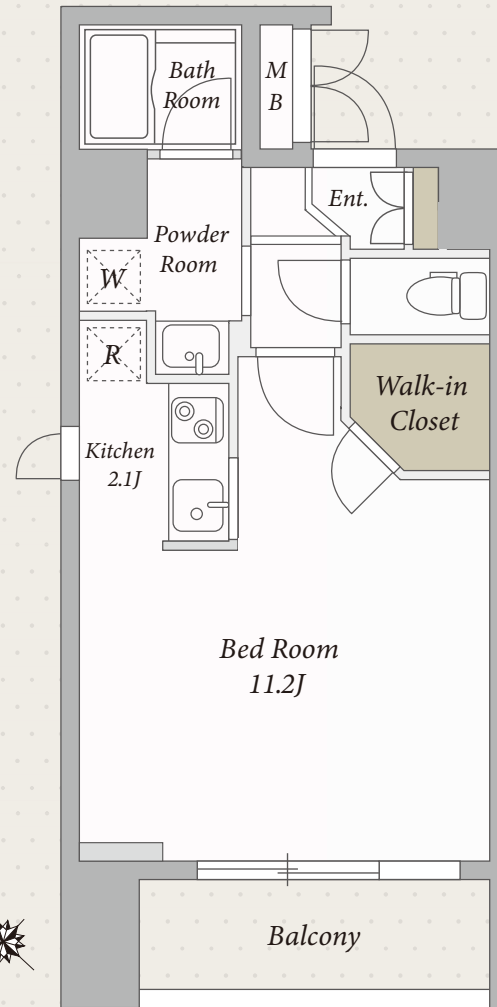 Bath
Room
M
B
Ent.
Powder
Room
W
R
Walk-in
Closet
Kitchen
2.1J
Bed Room
11.2J
Balcony